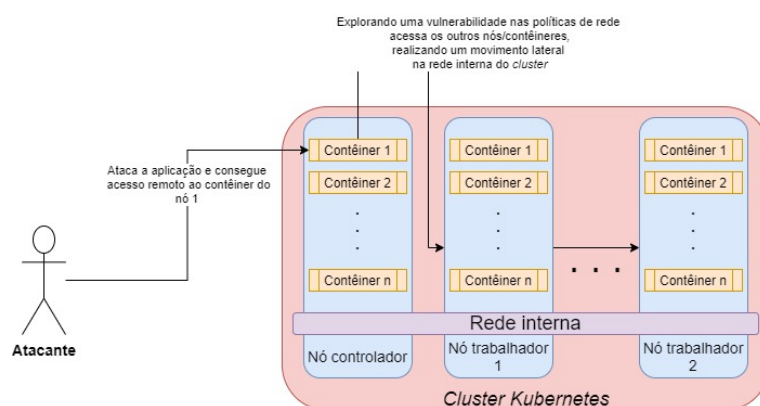 Explorando uma vulnerabilidade nas políticas de rede
acessa os outros nós/contêineres,
realizando um movimento lateral
na rede interna do cluster
Ataca a aplicação e consegue
acesso remoto ao contêiner do
nó 1
Atacante
Contêiner 1
Contêiner 2
.
.
.
Contêiner n
Contêiner 1
Contêiner 2
.
.
.
Contêiner n
. . .
Contêiner 1
Contêiner 2
.
.
.
Contêiner n
Rede interna
Nó controlador
Nó trabalhador
1
Nó trabalhador
2
Cluster Kubernetes